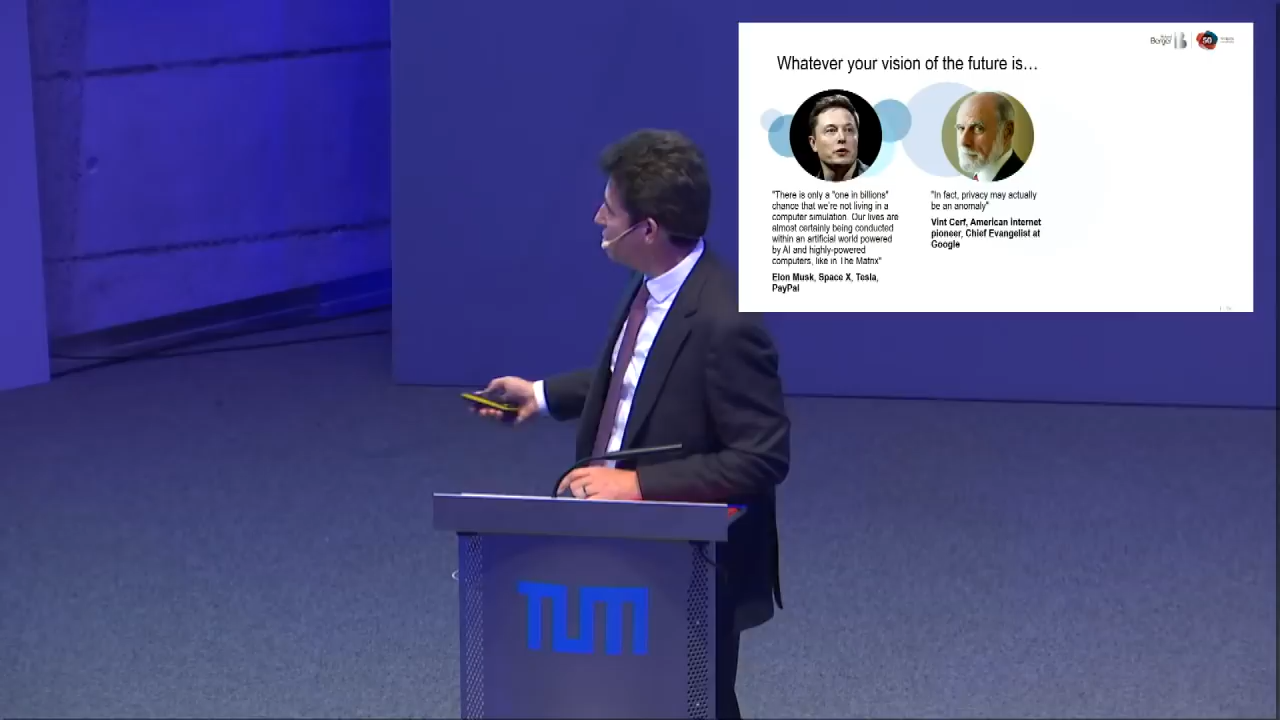 Berger
50
Whatever your vision of the future is…
"There is only a "one in billions"
chance that we're not living in a
computer simulation. Our lives are
almost certainly being conducted
within an artificial world powered
by AI and highly-powered
computers, like in The Matrix"
Elon Musk, Space X, Tesla,
PayPal
"In fact, privacy may actually
be an anomaly"
Vint Cerf, American internet
pioneer, Chief Evangelist at
Google
TUM